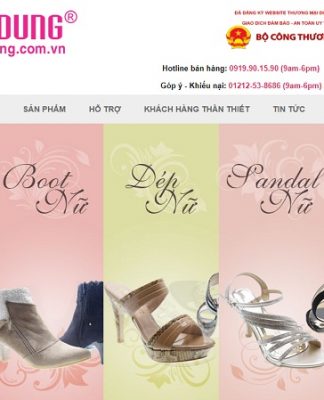 DUNG®
ng.com.vn
ĐÃ ĐĂNG KÝ WEBSITE THƯƠNG MẠI Đ
GIAO DỊCH ĐẢM BẢO - AN TOÀN
BỘ CÔNG THƯƠ
Hotline bán hàng: 0919.90.15.90 (9am-6pm)
Góp ý - Khiếu nại: 01212-53-8686 (9am-6pm)
SẢN PHẨM HỖ TRỢ KHÁCH HÀNG THÂN THIẾT TIN TỨC
Boot Nữ
Dép Nữ
Sandal Nữ